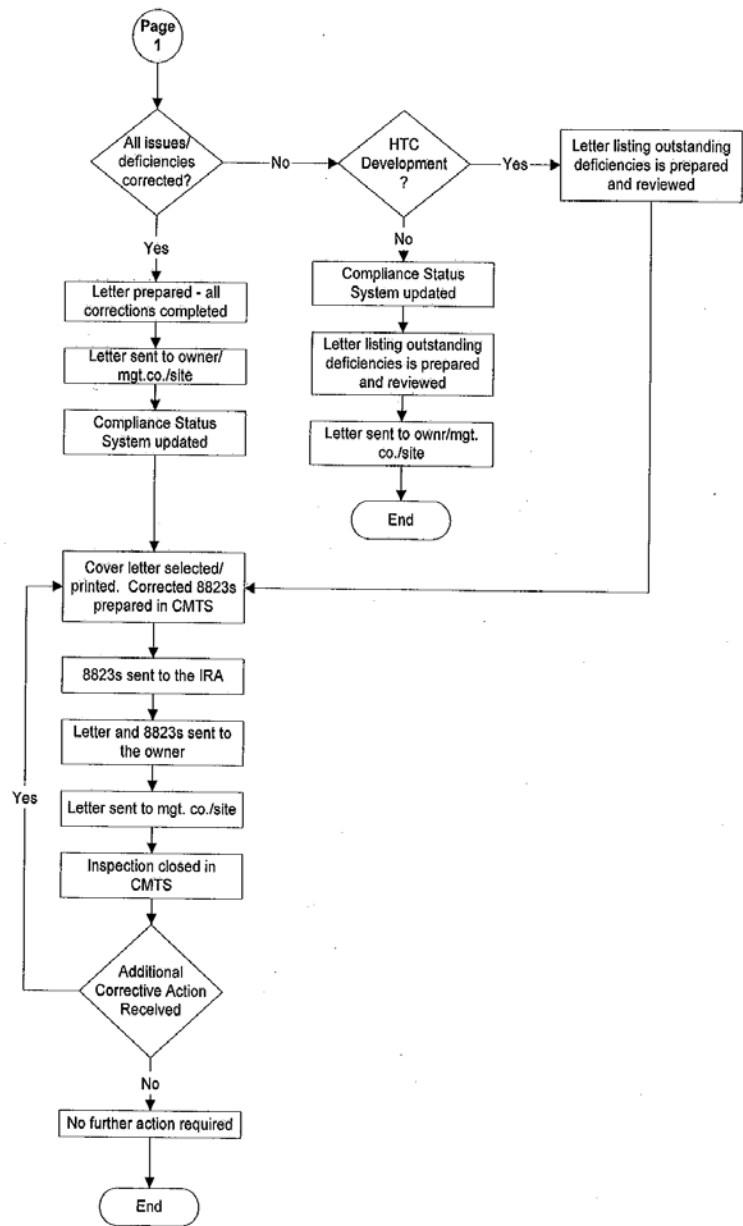 Page
1
All issues/
deficiencies
corrected?
No
HTC
Development
?
Yes
Letter listing outstanding
deficiencies is prepared
and reviewed
Yes
No
Letter prepared - all
corrections completed
Compliance Status
System updated
Letter sent to owner/
mgt.co./site
Letter listing outstanding
deficiencies is prepared
and reviewed
Compliance Status
System updated
Letter sent to ownr/mgt.
co./site
End
Cover letter selected/
printed. Corrected 8823s
prepared in CMTS
8823s sent to the IRA
Letter and 8823s sent to
the owner
Yes
Letter sent to mgt. co./site
Inspection closed in
CMTS
Additional
Corrective Action
Received
No
No further action required
End